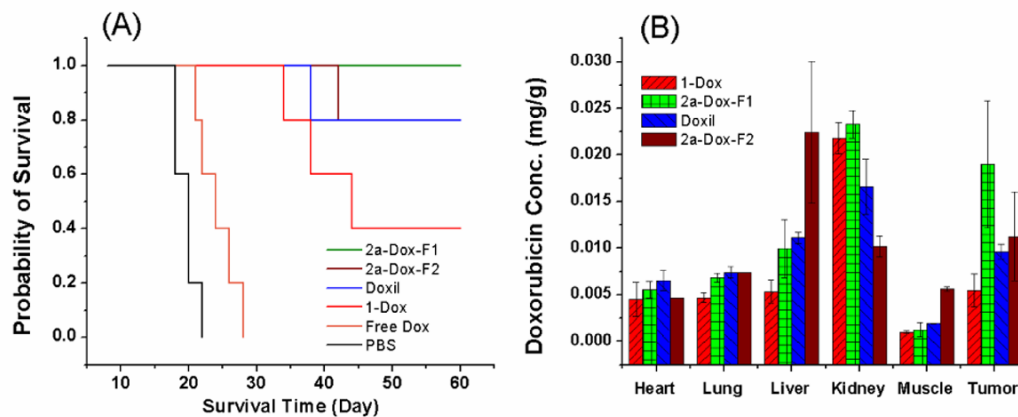 (A)
Probability of Survival
1.0
0.8
0.6
0.4
0.2
0.0
2a-Dox-F1
2a-Dox-F2
Doxil
1-Dox
Free Dox
PBS
10 20 30 40 50 60
Survival Time (Day)
(B)
Doxorubicin Conc. (mg/g)
0.030
0.025
0.020
0.015
0.010
0.005
0.000
1-Dox
2a-Dox-F1
Doxil
2a-Dox-F2
Heart Lung Liver Kidney Muscle Tumor